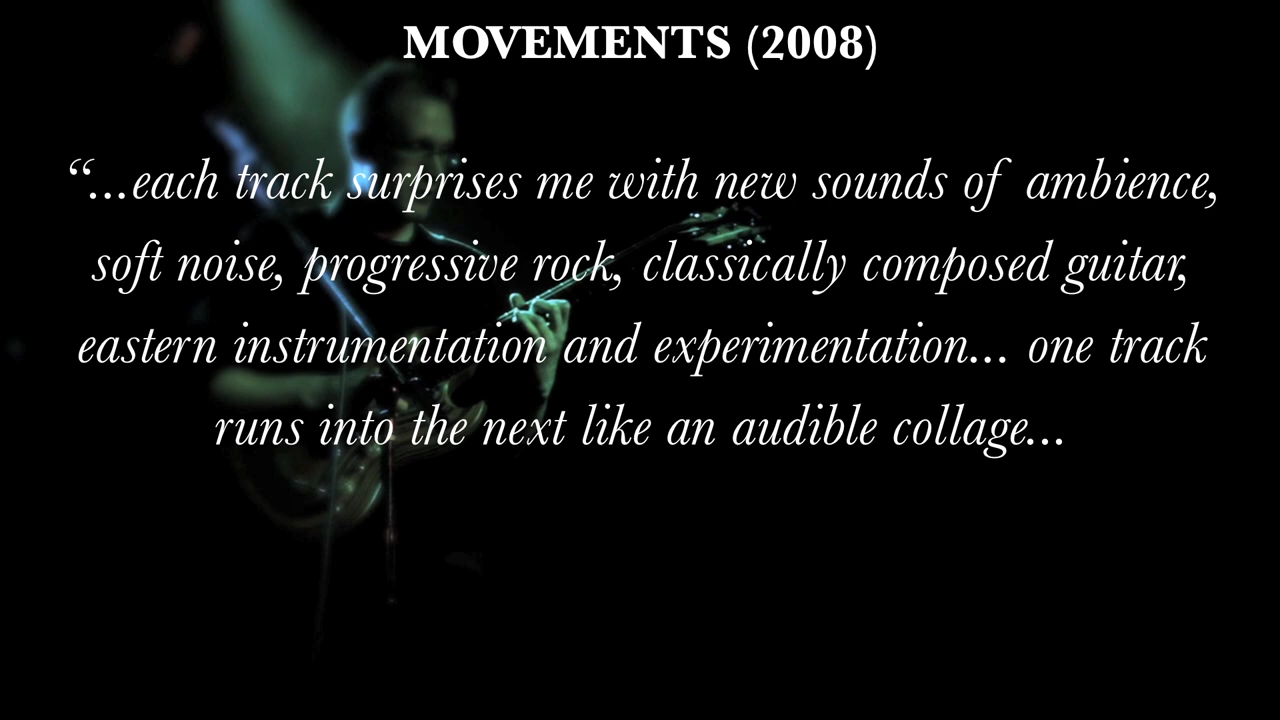 MOVEMENTS (2008)
“...each track surprises me with new sounds of ambience,
soft noise, progressive rock, classically composed guitar,
eastern instrumentation and experimentation... one track
runs into the next like an audible collage...